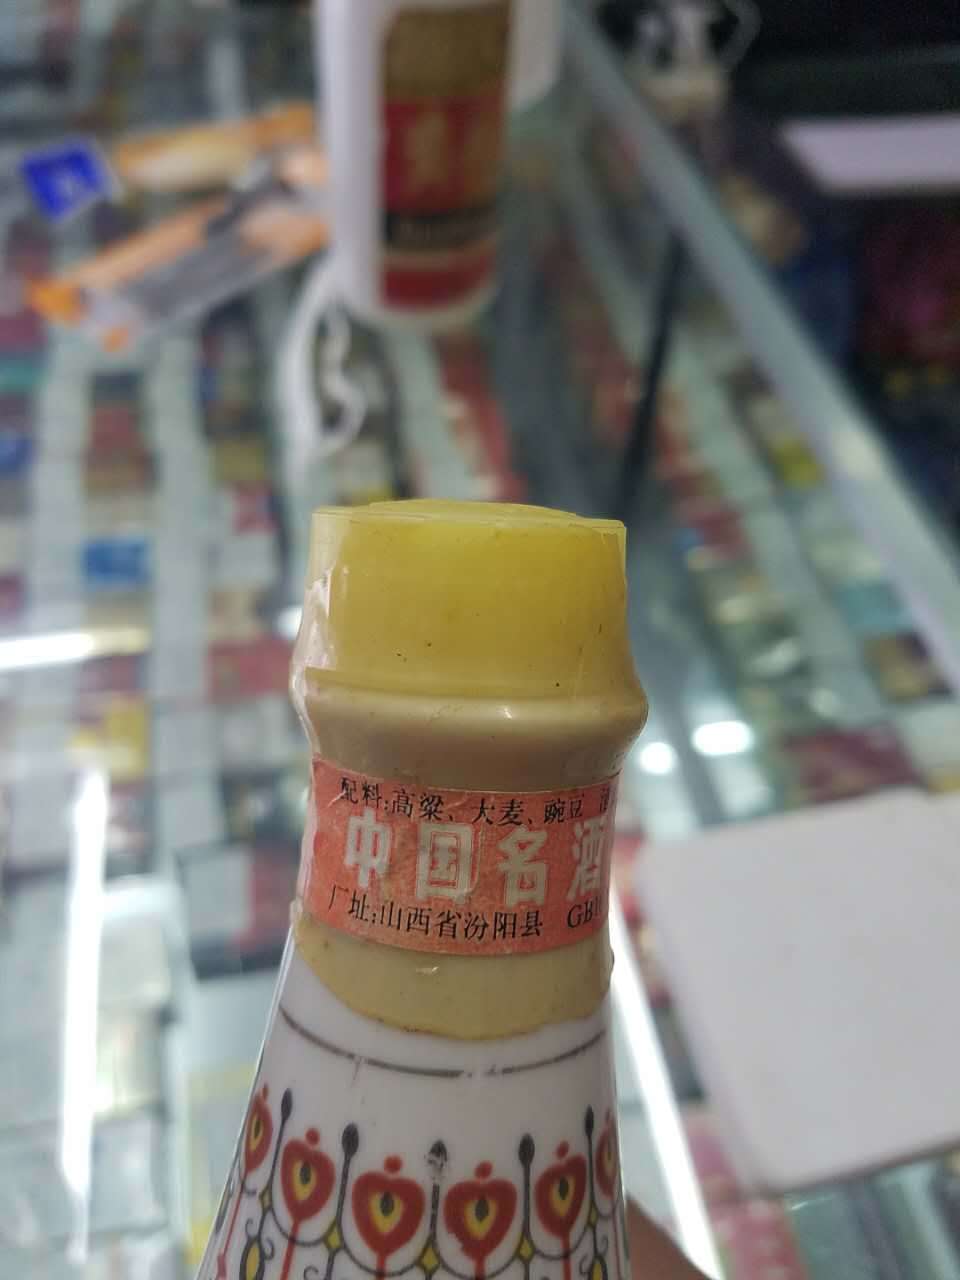 配料:高粱、大麦、豌豆
中国名酒
厂址:山西省汾阳县 GB1